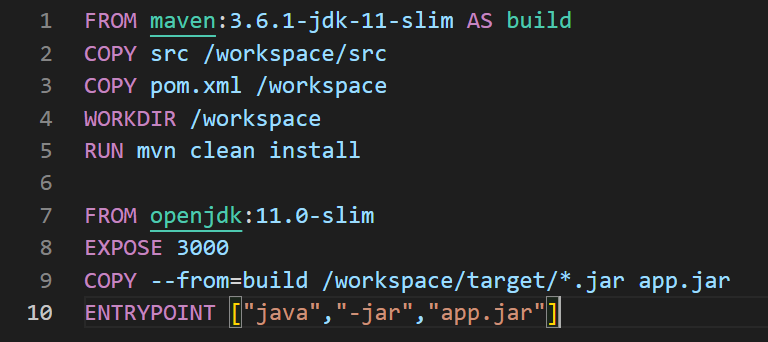 1 FROM maven:3.6.1-jdk-11-slim AS build
2 COPY src /workspace/src
3 COPY pom.xml /workspace
4 WORKDIR /workspace
5 RUN mvn clean install
6
7 FROM openjdk:11.0-slim
8 EXPOSE 3000
9 COPY --from=build /workspace/target/*.jar app.jar
10 ENTRYPOINT ["java","-jar","app.jar"]